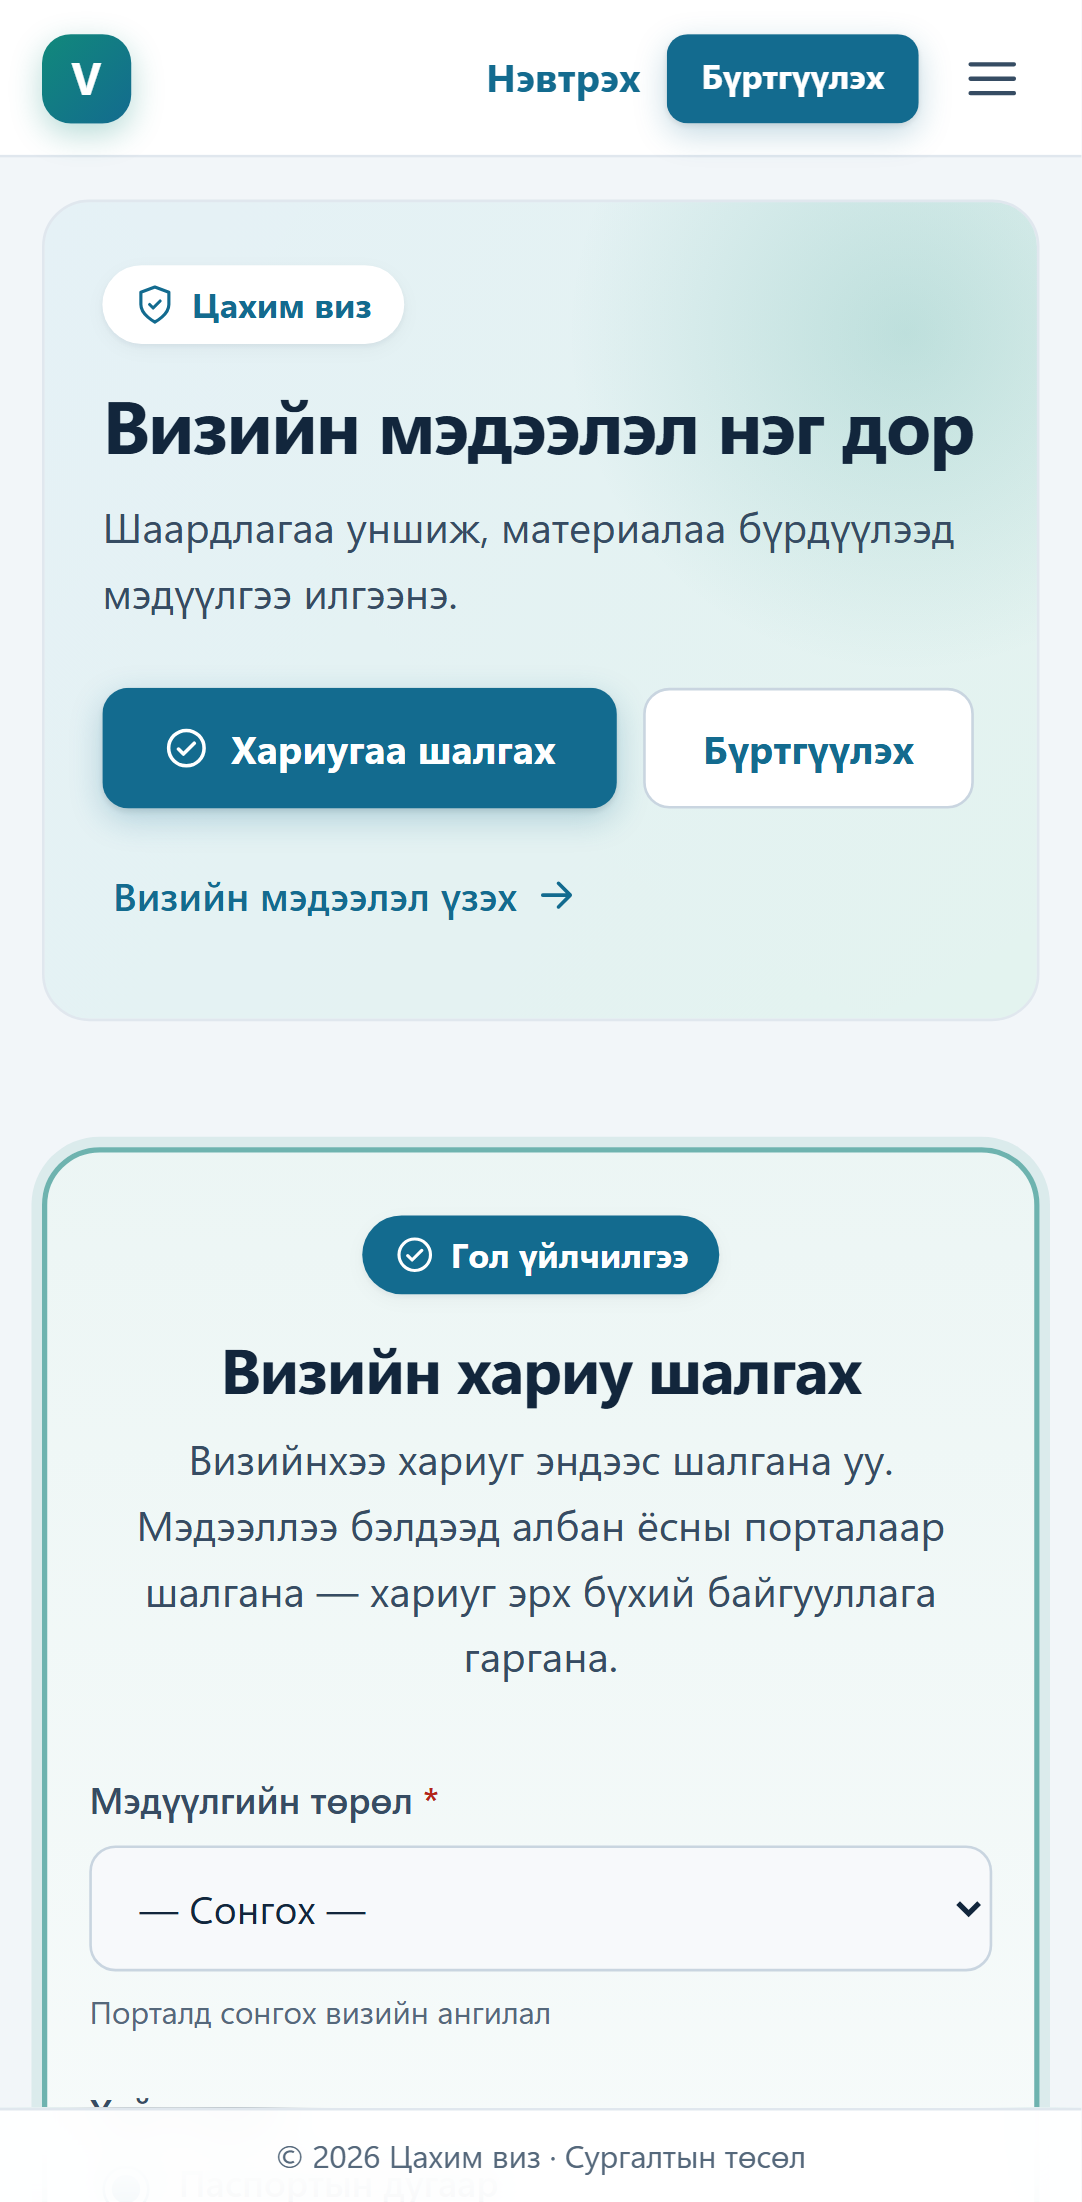 V
Нэвтрэх
Бүртгүүлэх
Цахим виз
Визийн мэдээлэл нэг дор
Шаардлагаа уншиж, материалаа бүрдүүлээд
мэдүүлгээ илгээнэ.
Хариугаа шалгах
Бүртгүүлэх
Визийн мэдээлэл үзэх →
Гол үйлчилгээ
Визийн хариу шалгах
Визийнхээ хариуг эндээс шалгана уу.
Мэдээллээ бэлдээд албан ёсны порталаар
шалгана — хариуг эрх бүхий байгууллага
гаргана.
Мэдүүлгийн төрөл *
— Сонгох —
Порталд сонгох визийн ангилал
© 2026 Цахим виз · Сургалтын төсөл
Паспортын дугаар